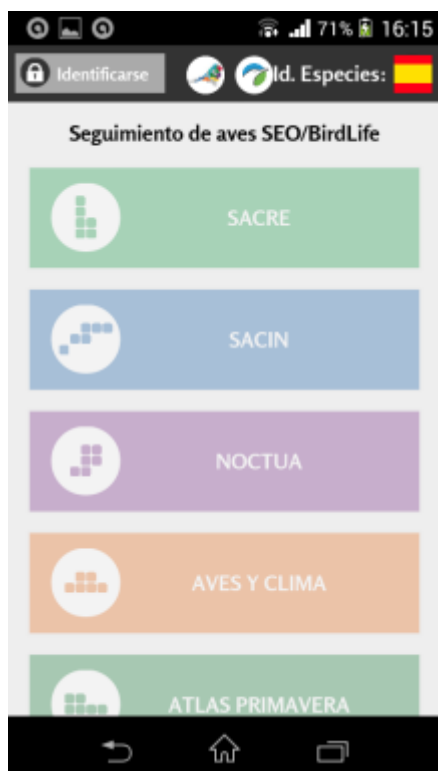 71% 16:15
Identificarse Id. Especies:
Seguimiento de aves SEO/BirdLife
SACRE
SACIN
NOCTUA
AVES Y CLIMA
ATLAS PRIMAVERA